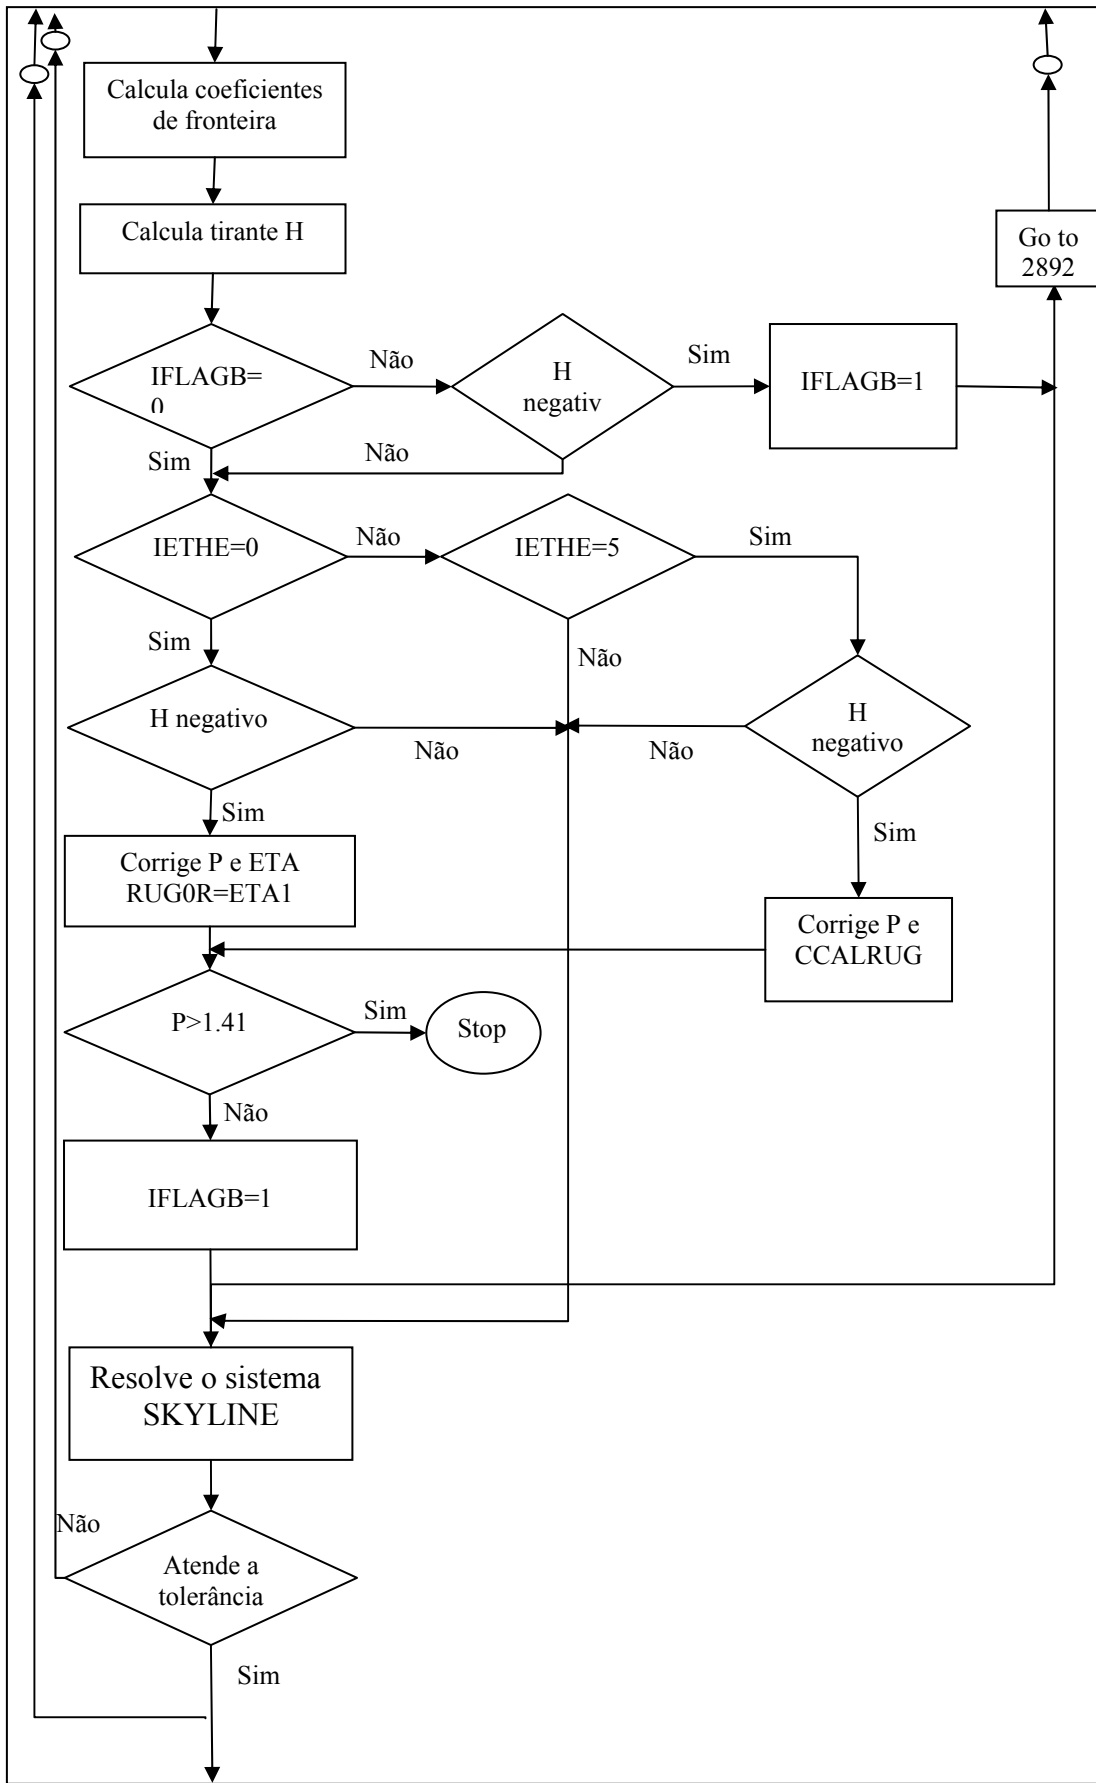 Calcula coeficientes
de fronteira
Calcula tirante H
Go to
2892
IFLAGB=
0
Não
H
negativ
Sim
IFLAGB=1
Sim
Não
IETHE=0
Não
IETHE=5
Sim
Sim
Não
H negativo
Não
Não
H
negativo
Sim
Sim
Corrige P e ETA
RUG0R=ETA1
Corrige P e
CCALRUG
P>1.41
Sim
Stop
Não
IFLAGB=1
Resolve o sistema
SKYLINE
Não
Atende a
tolerância
Sim